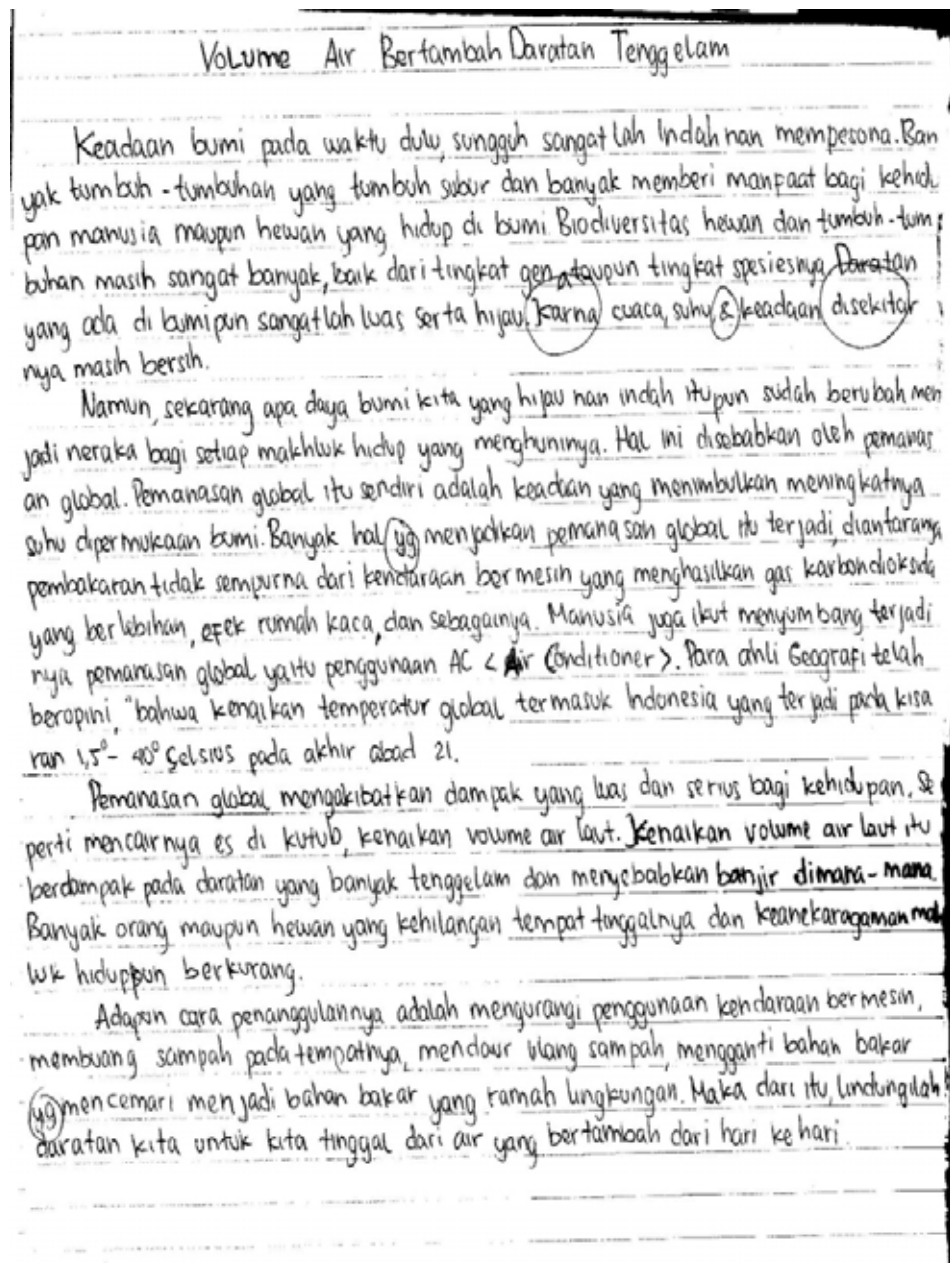 Volume Air Bertambah Daratan Tenggelam
Keadaan bumi pada waktu dulu, sungguh sangat lah Indah nan mempesona. Ban
yak tumbuh - tumbuhan yang tumbuh subur dan banyak memberi manfaat bagi kehidu
pan manusia maupun hewan yang hidup di bumi. Biodiversitas hewan dan tumbuh - tum
buhan masih sangat banyak, baik dari tingkat gen ataupun tingkat spesiesnya. Daratan
yang ada di bumipun sangatlah luas serta hijau. Karna cuaca, suhu & keadaan disekitar
nya masih bersih.
Namun, sekarang apa daya bumi kita yang hijau nan indah itupun sudah berubah men
jadi neraka bagi setiap makhluk hidup yang menghuninya. Hal ini disebabkan oleh pemanas
an global. Pemanasan global itu sendiri adalah keadaan yang menimbulkan meningkatnya
suhu dipermukaan bumi. Banyak hal yg menjadikan pemanasan global itu terjadi, diantaranya
pembakaran tidak sempurna dari kendaraan bermesin yang menghasilkan gas karbondioksida
yang berlebihan, efek rumah kaca, dan sebagainya. Manusia juga ikut menyumbang terjadi
nya pemanasan global yaitu penggunaan AC < Air Conditioner >. Para ahli Geografi telah
beropini, "bahwa kenaikan temperatur global termasuk Indonesia yang terjadi pada kisa
ran 1,5° - 40° Celsius pada akhir abad 21.
Pemanasan global mengakibatkan dampak yang luas dan serius bagi kehidupan. Se
perti mencairnya es di kutub, kenaikan volume air laut. Kenaikan volume air laut itu
berdampak pada daratan yang banyak tenggelam dan menyebabkan banjir dimana - mana.
Banyak orang maupun hewan yang kehilangan tempat tinggalnya dan keanekaragaman mah
luk hiduppun berkurang.
Adapun cara penanggulannya adalah mengurangi penggunaan kendaraan bermesin,
membuang sampah pada tempatnya, mendaur ulang sampah, mengganti bahan bakar
yg mencemari menjadi bahan bakar yang ramah lingkungan. Maka dari itu, lindungilah
daratan kita untuk kita tinggal dari air yang bertambah dari hari ke hari.